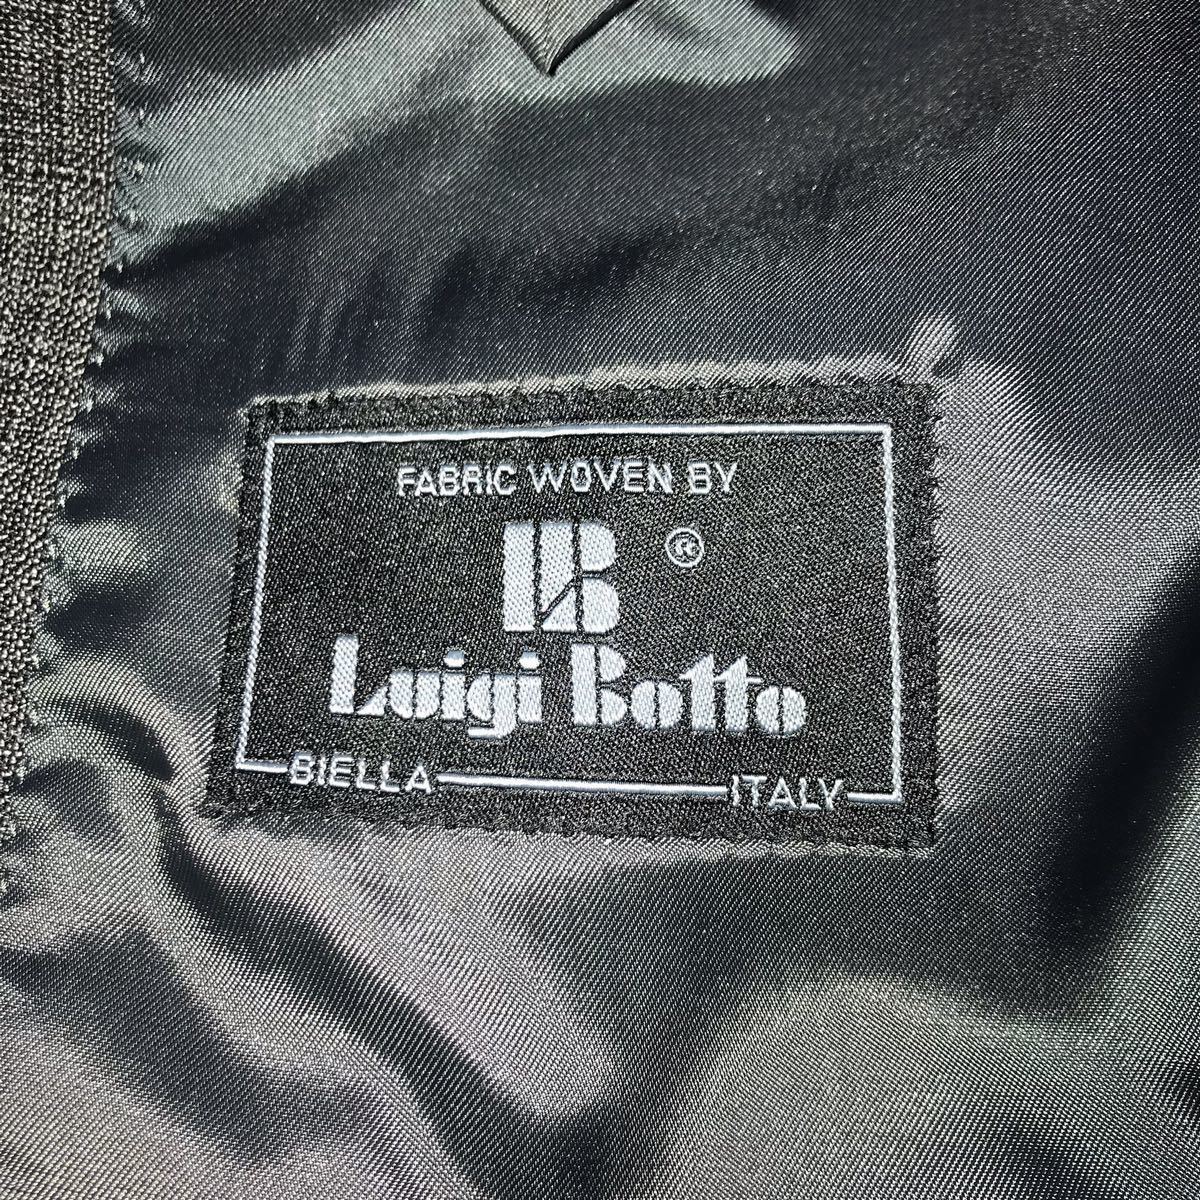 FABRIC WOVEN BY
LB ®
Luigi Botto
BIELLA ITALY